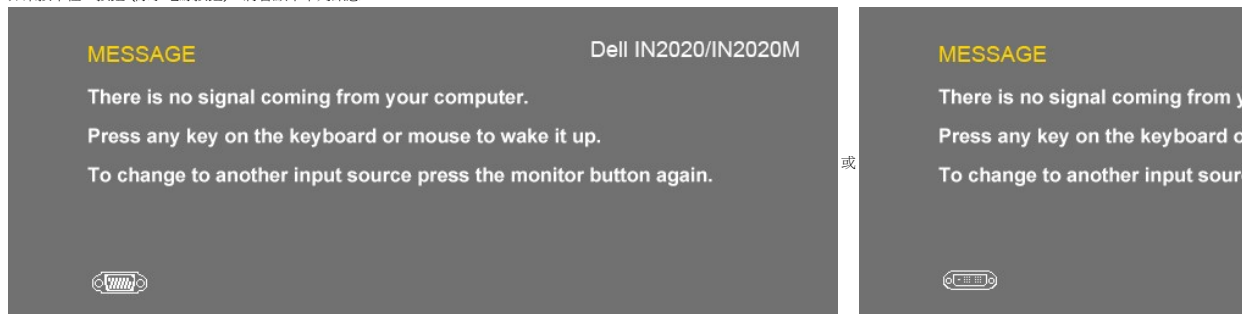 MESSAGE
Dell IN2020/IN2020M
There is no signal coming from your computer.
Press any key on the keyboard or mouse to wake it up.
To change to another input source press the monitor button again.
或
MESSAGE
There is no signal coming from
Press any key on the keyboard
To change to another input